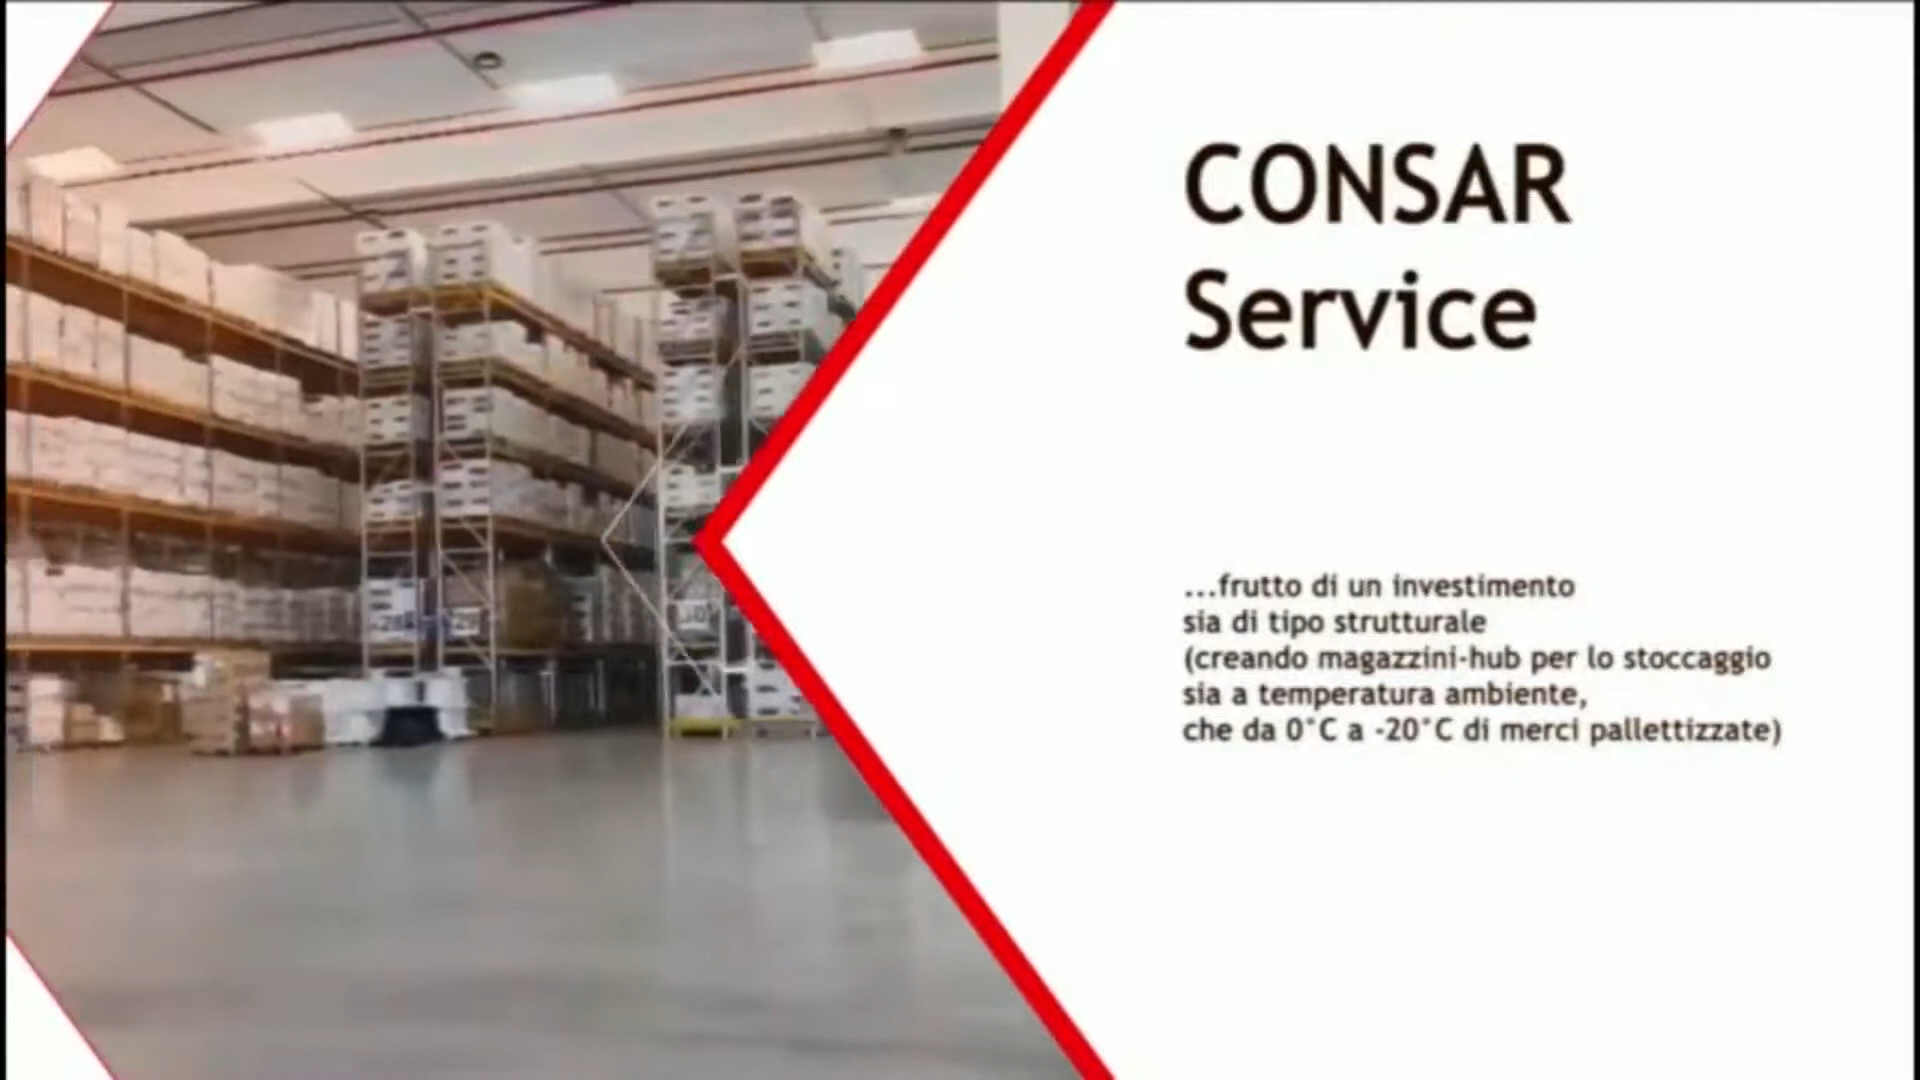 CONSAR
Service
...frutto di un investimento
sia di tipo strutturale
(creando magazzini-hub per lo stoccaggio
sia a temperatura ambiente,
che da 0°C a -20°C di merci pallettizzate)